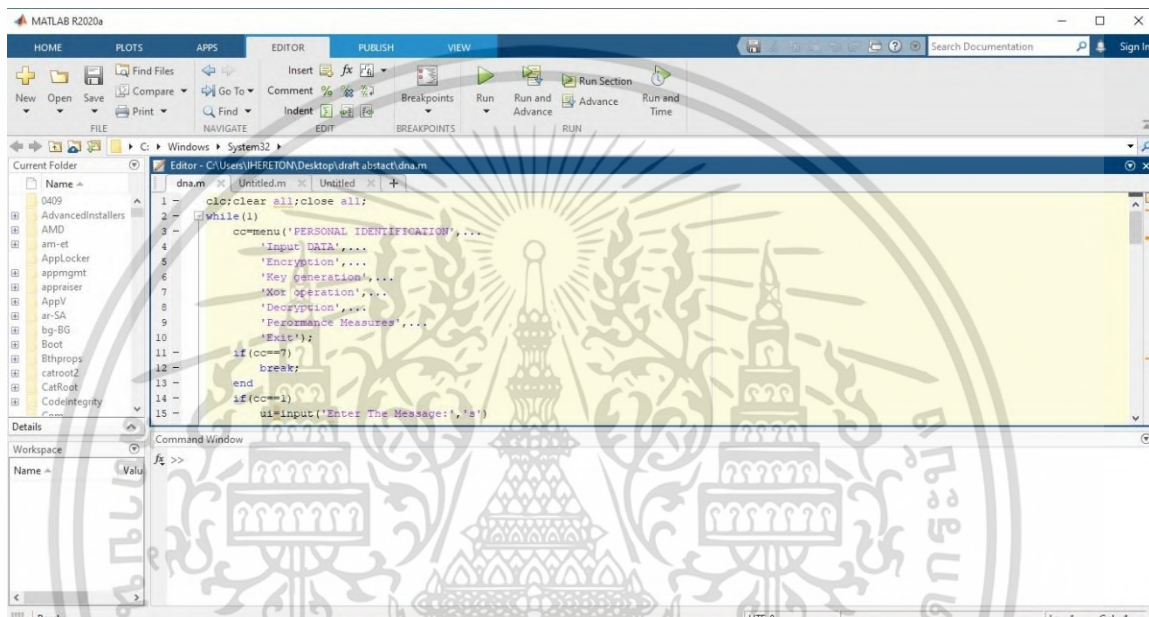 MATLAB R2020a
HOME PLOTS APPS EDITOR PUBLISH VIEW Search Documentation Sign In
New Open Save Find Files Compare Print Go To Find Insert fx Comment Indent Breakpoints Run Run and Advance Run Section Advance Run and Time
FILE NAVIGATE EDIT BREAKPOINTS RUN
C: Windows System32
Current Folder
Name
0409
AdvancedInstallers
AMD
am-et
AppLocker
appmgmt
appraiser
AppV
ar-SA
bg-BG
Boot
Bthprops
catroot2
CatRoot
CodeIntegrity
Com
Details
Workspace
Name Valu
Editor - C:\Users\IHERETON\Desktop\draft abstact\dna.m
dna.m Untitled.m Untitled +
1 - clc;clear all;close all;
2 - while(1)
3 - cc=menu('PERSONAL IDENTIFICATION',...
4 'Input DATA',...
5 'Encryption',...
6 'Key generation',...
7 'Xor operation',...
8 'Decryption',...
9 'Perormance Measures',...
10 'Exit');
11 - if(cc==7)
12 - break;
13 - end
14 - if(cc==1)
15 - ui=input('Enter The Message:','s')
Command Window
fx >>